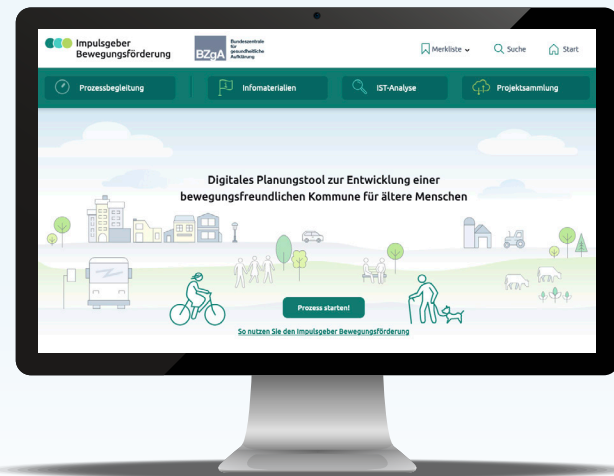 Impulsgeber
Bewegungsförderung
BZgA
Bundeszentrale
für
gesundheitliche
Aufklärung
Merkliste
Suche
Start
Prozessbegleitung
Infomaterialien
IST-Analyse
Projektsammlung
Digitales Planungstool zur Entwicklung einer
bewegungsfreundlichen Kommune für ältere Menschen
Prozess starten!
So nutzen Sie den Impulsgeber Bewegungsförderung